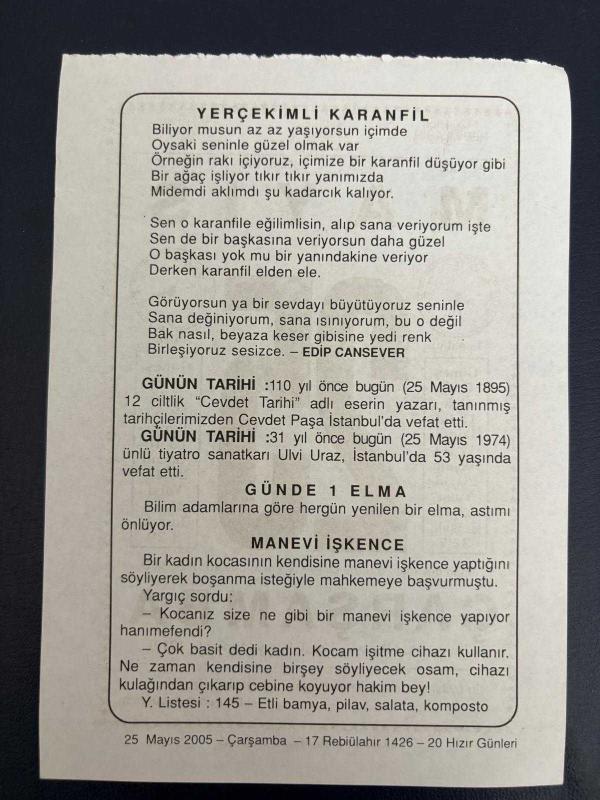 YERÇEKİMLİ KARANFİL
Biliyor musun az az yaşıyorsun içimde
Oysaki seninle güzel olmak var
Örneğin rakı içiyoruz, içimize bir karanfil düşüyor gibi
Bir ağaç işliyor tıkır tıkır yanımızda
Midemdi aklımdı şu kadarcık kalıyor.
Sen o karanfile eğilimlisin, alıp sana veriyorum işte
Sen de bir başkasına veriyorsun daha güzel
O başkası yok mu bir yanındakine veriyor
Derken karanfil elden ele.
Görüyorsun ya bir sevdayı büyütüyoruz seninle
Sana değiniyorum, sana ısınıyorum, bu o değil
Bak nasıl, beyaza keser gibisine yedi renk
Birleşiyoruz sessizce. – EDİP CANSEVER
GÜNÜN TARİHİ :110 yıl önce bugün (25 Mayıs 1895)
12 ciltlik “Cevdet Tarihi” adlı eserin yazarı, tanınmış
tarihçilerimizden Cevdet Paşa İstanbul'da vefat etti.
GÜNÜN TARİHİ :31 yıl önce bugün (25 Mayıs 1974)
ünlü tiyatro sanatkarı Ulvi Uraz, İstanbul'da 53 yaşında
vefat etti.
GÜNDE 1 ELMA
Bilim adamlarına göre hergün yenilen bir elma, astımı
önlüyor.
MANEVİ İŞKENCE
Bir kadın kocasının kendisine manevi işkence yaptığını
söyliyerek boşanma isteğiyle mahkemeye başvurmuştu.
Yargıç sordu:
– Kocanız size ne gibi bir manevi işkence yapıyor
hanımefendi?
– Çok basit dedi kadın. Kocam işitme cihazı kullanır.
Ne zaman kendisine birşey söyliyecek osam, cihazı
kulağından çıkarıp cebine koyuyor hakim bey!
Y. Listesi : 145 – Etli bamya, pilav, salata, komposto
25 Mayıs 2005 – Çarşamba – 17 Rebiülahır 1426 – 20 Hızır Günleri